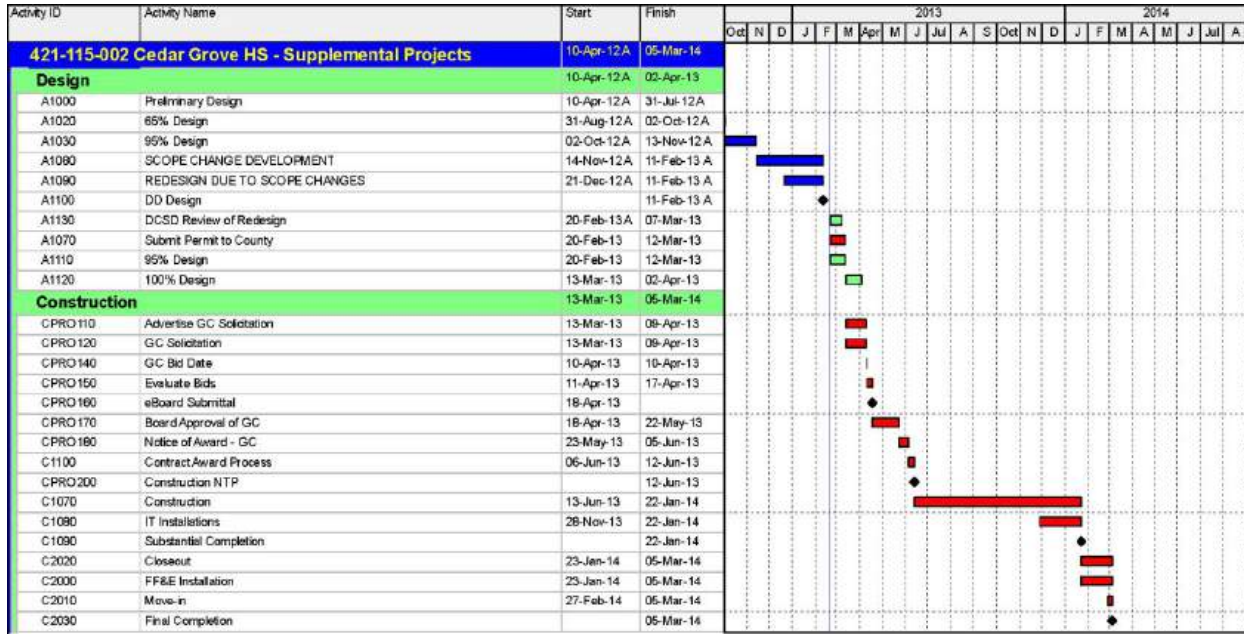 Activity ID Activity Name Start Finish 2013 2014
Oct N D J F M Apr M J Jul A S Oct N D J F M A M J Jul A
421-115-002 Cedar Grove HS - Supplemental Projects 10-Apr-12A 05-Mar-14
Design 10-Apr-12A 02-Apr-13
A1000 Preliminary Design 10-Apr-12A 31-Jul-12A
A1020 65% Design 31-Aug-12A 02-Oct-12A
A1030 95% Design 02-Oct-12A 13-Nov-12A
A1080 SCOPE CHANGE DEVELOPMENT 14-Nov-12A 11-Feb-13 A
A1090 REDESIGN DUE TO SCOPE CHANGES 21-Dec-12A 11-Feb-13 A
A1100 DD Design 11-Feb-13 A
A1130 DCSD Review of Redesign 20-Feb-13A 07-Mar-13
A1070 Submit Permit to County 20-Feb-13 12-Mar-13
A1110 95% Design 20-Feb-13 12-Mar-13
A1120 100% Design 13-Mar-13 02-Apr-13
Construction 13-Mar-13 05-Mar-14
CPRO110 Advertise GC Solicitation 13-Mar-13 09-Apr-13
CPRO120 GC Solicitation 13-Mar-13 09-Apr-13
CPRO140 GC Bid Date 10-Apr-13 10-Apr-13
CPRO150 Evaluate Bids 11-Apr-13 17-Apr-13
CPRO160 eBoard Submittal 18-Apr-13
CPRO170 Board Approval of GC 18-Apr-13 22-May-13
CPRO180 Notice of Award - GC 23-May-13 05-Jun-13
C1100 Contract Award Process 06-Jun-13 12-Jun-13
CPRO200 Construction NTP 12-Jun-13
C1070 Construction 13-Jun-13 22-Jan-14
C1080 IT Installations 28-Nov-13 22-Jan-14
C1090 Substantial Completion 22-Jan-14
C2020 Closeout 23-Jan-14 05-Mar-14
C2000 FF&E Installation 23-Jan-14 05-Mar-14
C2010 Move-in 27-Feb-14 05-Mar-14
C2030 Final Completion 05-Mar-14